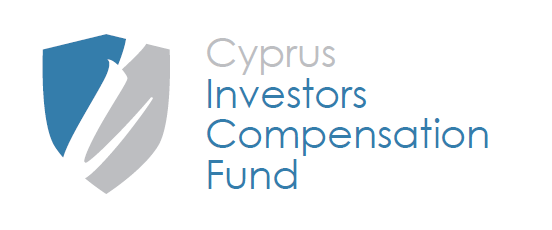 Cyprus
Investors
Compensation
Fund